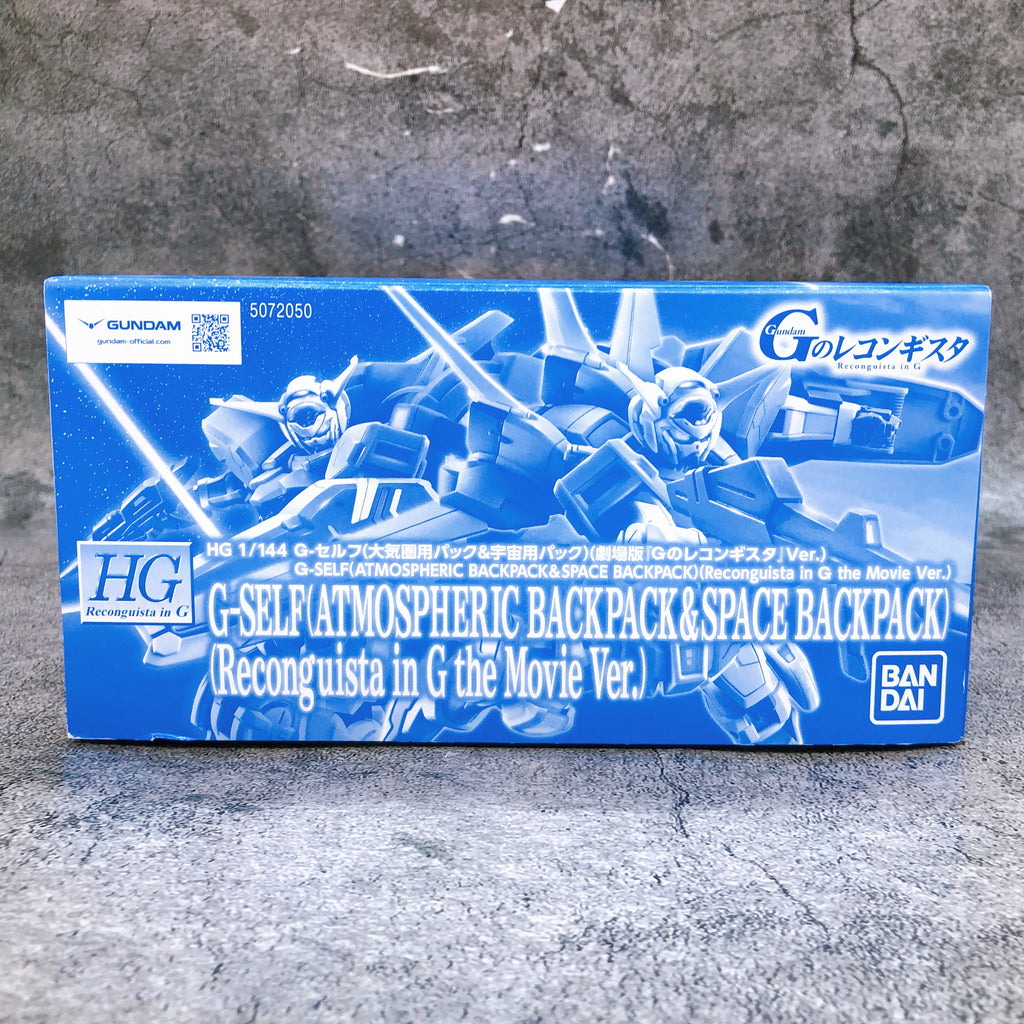 GUNDAM
gundam-official.com
5072050
Gundam
Gのレコンギスタ
Reconguista in G
HG
Reconguista in G
HG 1/144 G-セルフ(大気圏用パック&宇宙用パック)(劇場版『Gのレコンギスタ』Ver.)
G-SELF(ATMOSPHERIC BACKPACK&SPACE BACKPACK)(Reconguista in G the Movie Ver.)
G-SELF(ATMOSPHERIC BACKPACK&SPACE BACKPACK)
(Reconguista in G the Movie Ver.)
BAN
DAI